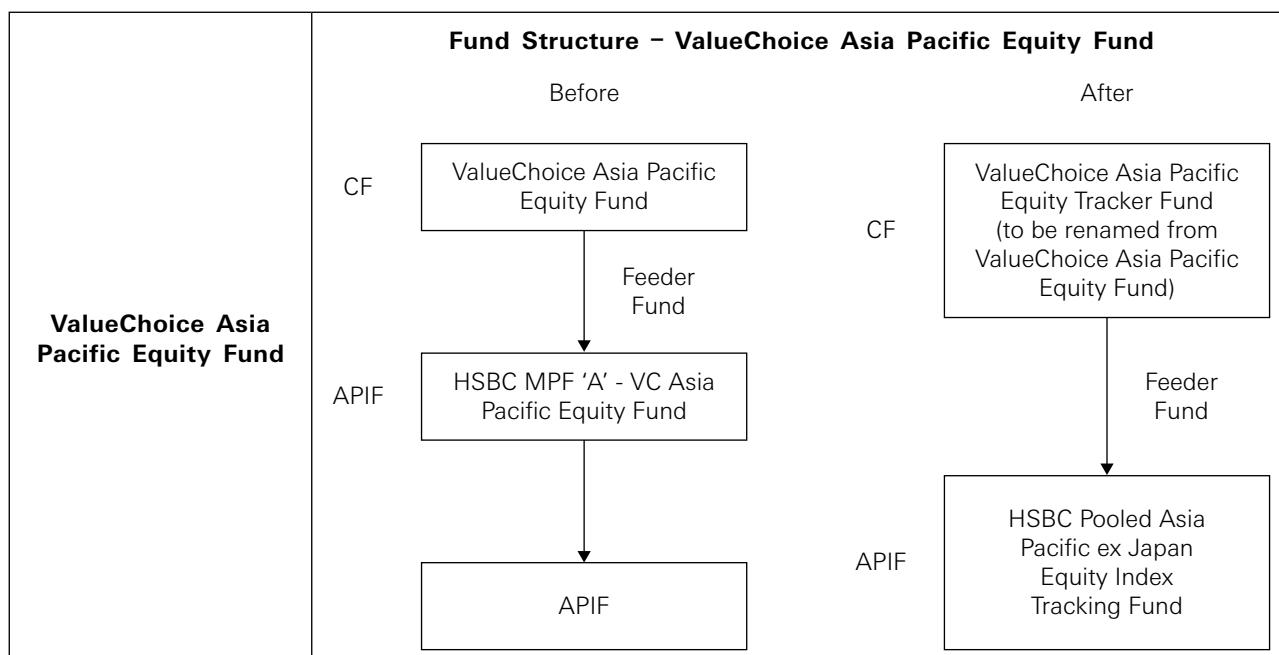 Fund Structure – ValueChoice Asia Pacific Equity Fund
Before
After
ValueChoice Asia
Pacific Equity Fund
CF
ValueChoice Asia Pacific
Equity Fund
Feeder
Fund
APIF
HSBC MPF ‘A’ - VC Asia
Pacific Equity Fund
APIF
CF
ValueChoice Asia Pacific
Equity Tracker Fund
(to be renamed from
ValueChoice Asia Pacific
Equity Fund)
Feeder
Fund
APIF
HSBC Pooled Asia
Pacific ex Japan
Equity Index
Tracking Fund